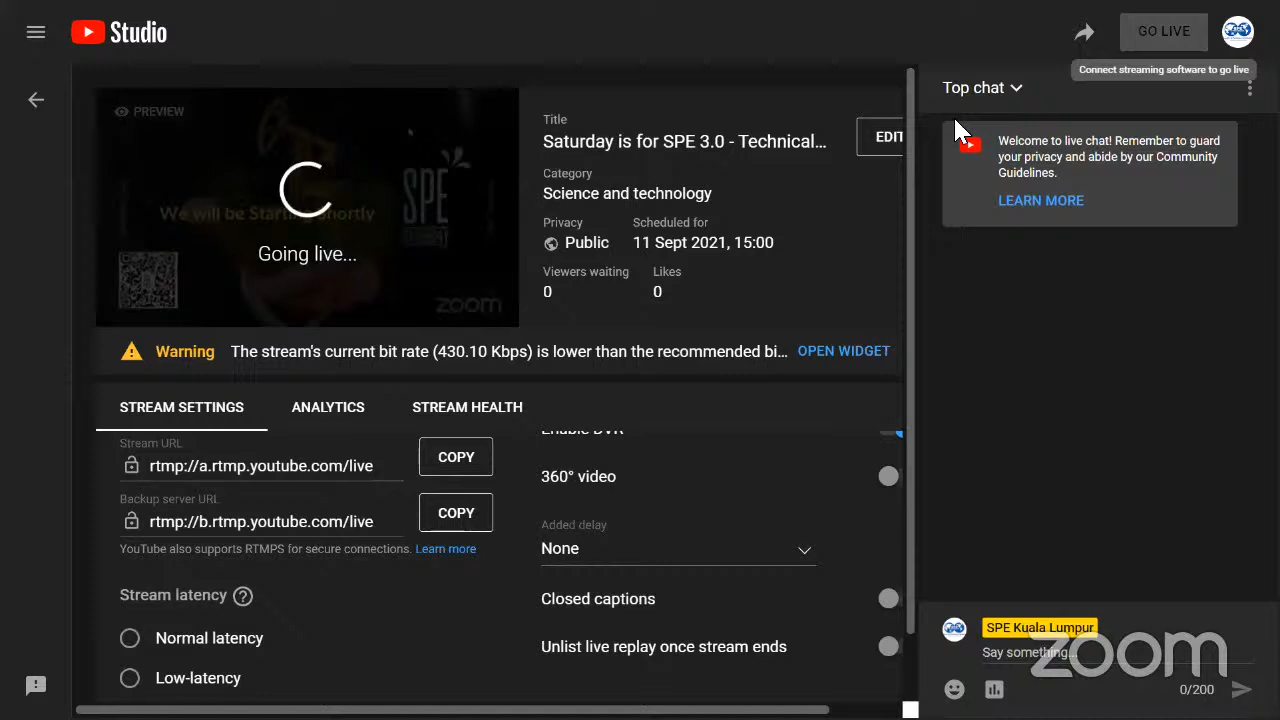 Studio
GO LIVE
Connect streaming software to go live
PREVIEW
We will be Starting Shortly
SPE
Going live...
zoom
Title
Saturday is for SPE 3.0 - Technical...
EDIT
Category
Science and technology
Privacy
Scheduled for
Public
11 Sept 2021, 15:00
Viewers waiting
Likes
0
0
Top chat
Welcome to live chat! Remember to guard
your privacy and abide by our Community
Guidelines.
LEARN MORE
Warning
The stream's current bit rate (430.10 Kbps) is lower than the recommended bi...
OPEN WIDGET
STREAM SETTINGS
ANALYTICS
STREAM HEALTH
Stream URL
rtmp://a.rtmp.youtube.com/live
COPY
Backup server URL
rtmp://b.rtmp.youtube.com/live
COPY
YouTube also supports RTMPS for secure connections. Learn more
Stream latency
Normal latency
Low-latency
Enable DVR
360° video
Added delay
None
Closed captions
Unlist live replay once stream ends
SPE Kuala Lumpur
Say something...
zoom
0/200